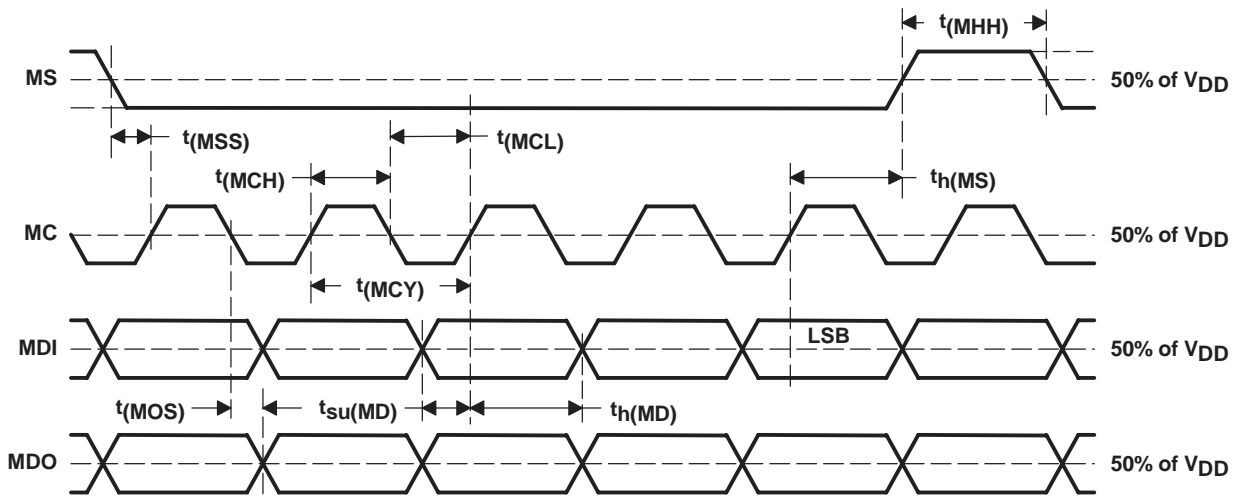 t(MHH)
MS
50% of VDD
t(MSS)
t(MCL)
t(MCH)
th(MS)
MC
50% of VDD
t(MCY)
LSB
MDI
50% of VDD
t(MOS)
tsu(MD)
th(MD)
MDO
50% of VDD